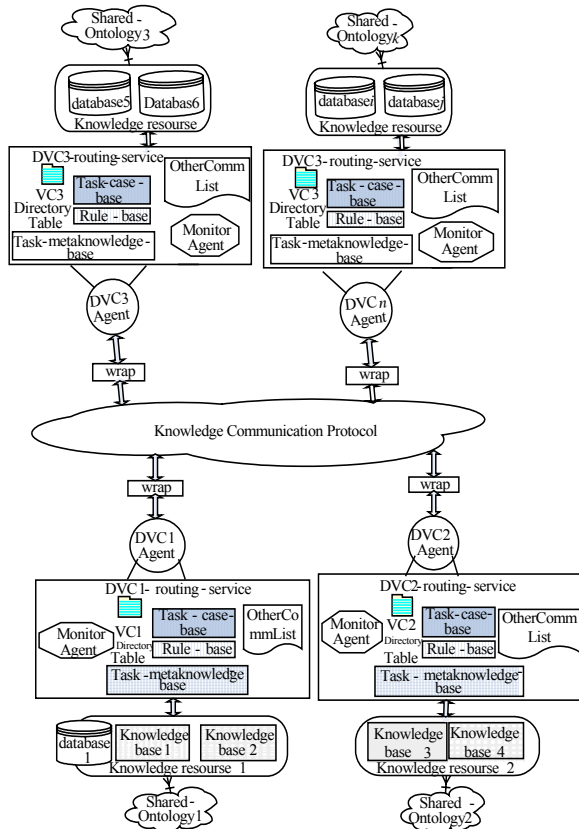 Shared -
Ontology3
Shared -
Ontologyk
database5
Databas6
Knowledge resourse
databasei
databasej
Knowledge resourse
DVC3-routing-service
VC3
Directory
Table
Task-case -
base
Rule - base
Task-metaknowledge-
base
OtherComm
List
Monitor
Agent
DVC3-routing-service
VC3
Directory
Table
Task-case -
base
Rule - base
Task-metaknowledge-
base
OtherComm
List
Monitor
Agent
DVC3
Agent
DVCn
Agent
wrap
wrap
Knowledge Communication Protocol
wrap
wrap
DVC1
Agent
DVC2
Agent
DVC1- routing - service
Monitor
Agent
VC1
Directory
Table
Task - case -
base
Rule - base
OtherCo
mmList
Task -metaknowledge
base
DVC2-routing-service
Monitor
Agent
VC2
Directory
Table
Task-case-
base
Rule - base
OtherComm
List
Task - metaknowledge-
base
database
1
Knowledge
base 1
Knowledge
base 2
Knowledge resourse 1
Knowledge
base 3
Knowledge
base 4
Knowledge resourse 2
Shared-
Ontology1
Shared -
Ontology2